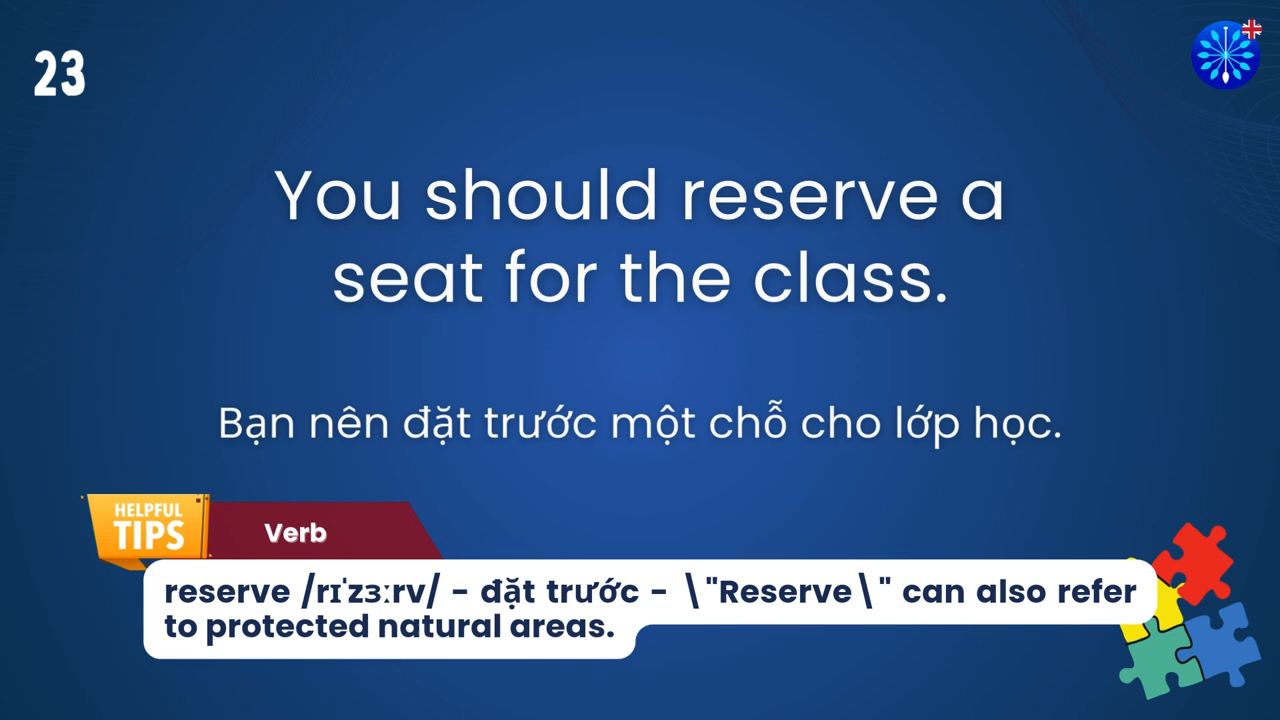 23
You should reserve a
seat for the class.
Bạn nên đặt trước một chỗ cho lớp học.
HELPFUL
TIPS
Verb
reserve /rɪˈzɜːrv/ - đặt trước - \"Reserve\" can also refer
to protected natural areas.